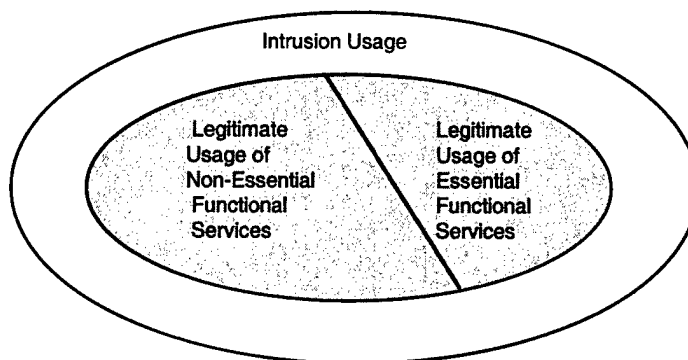 Intrusion Usage
Legitimate
Usage of
Non-Essential
Functional
Services
Legitimate
Usage of
Essential
Functional
Services